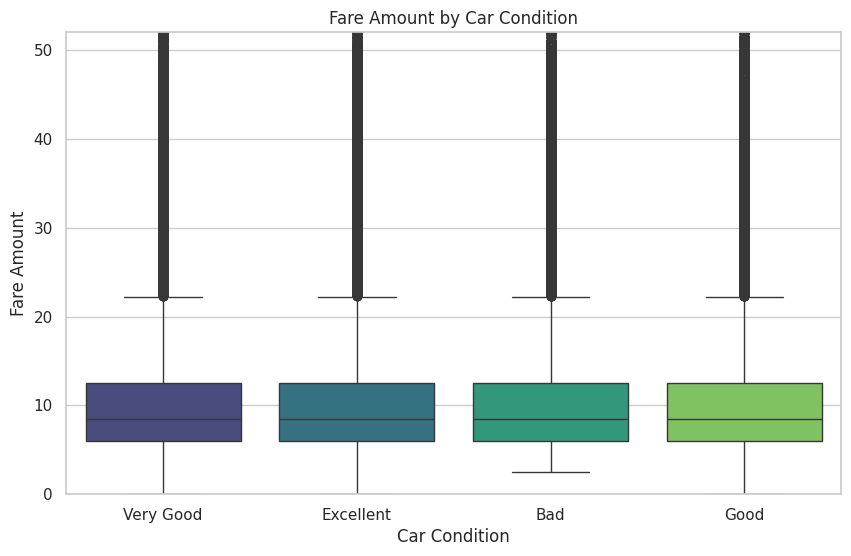 Fare Amount by Car Condition
50
40
30
20
10
0
Fare Amount
Very Good Excellent Bad Good
Car Condition